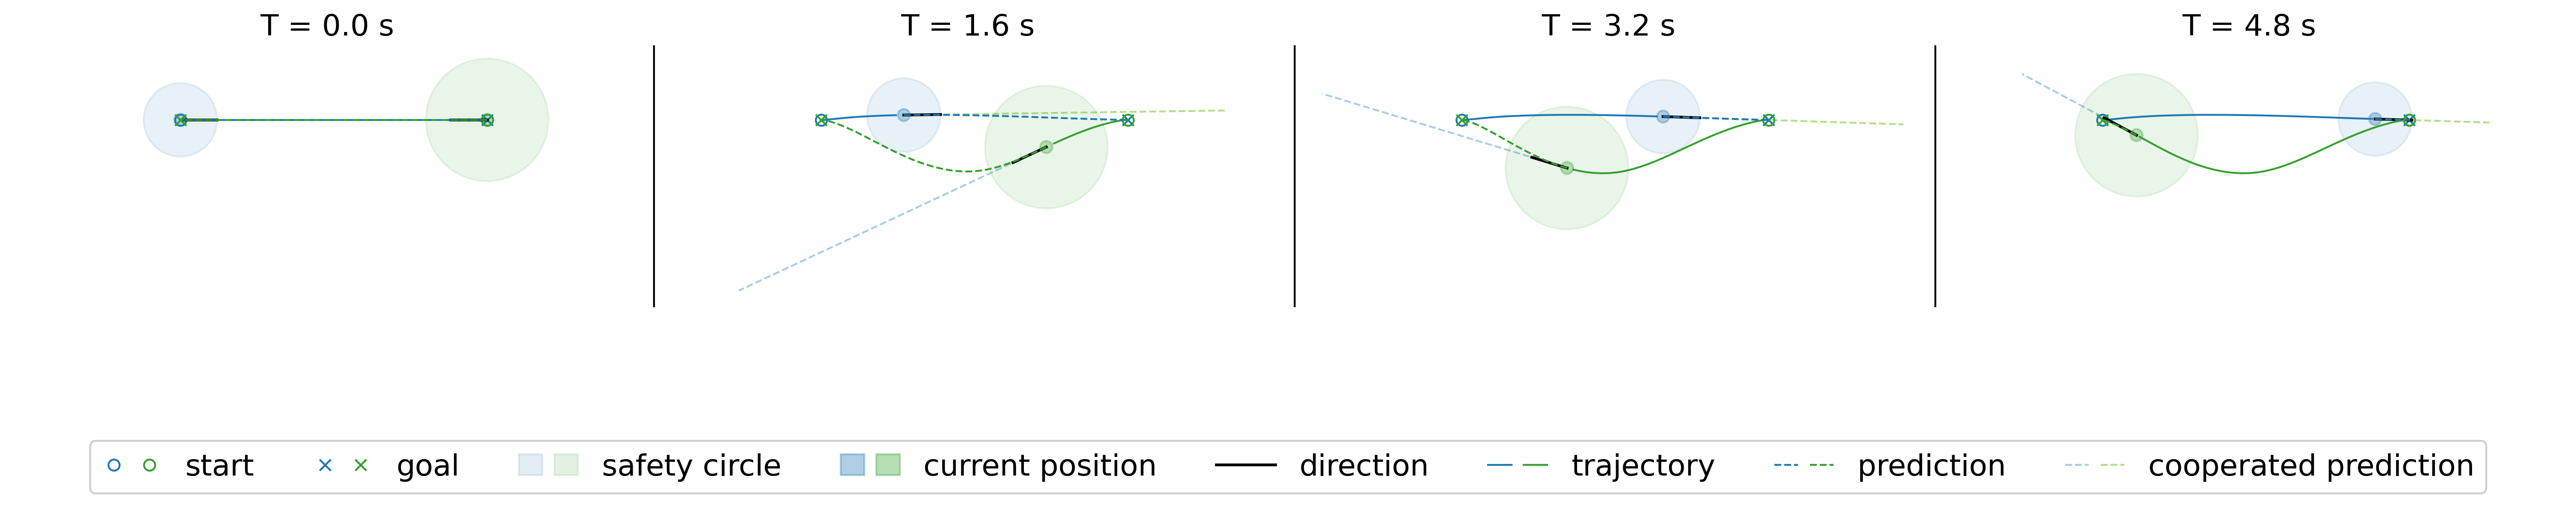 T = 0.0 s
T = 1.6 s
T = 3.2 s
T = 4.8 s
start goal safety circle current position direction trajectory prediction cooperated prediction